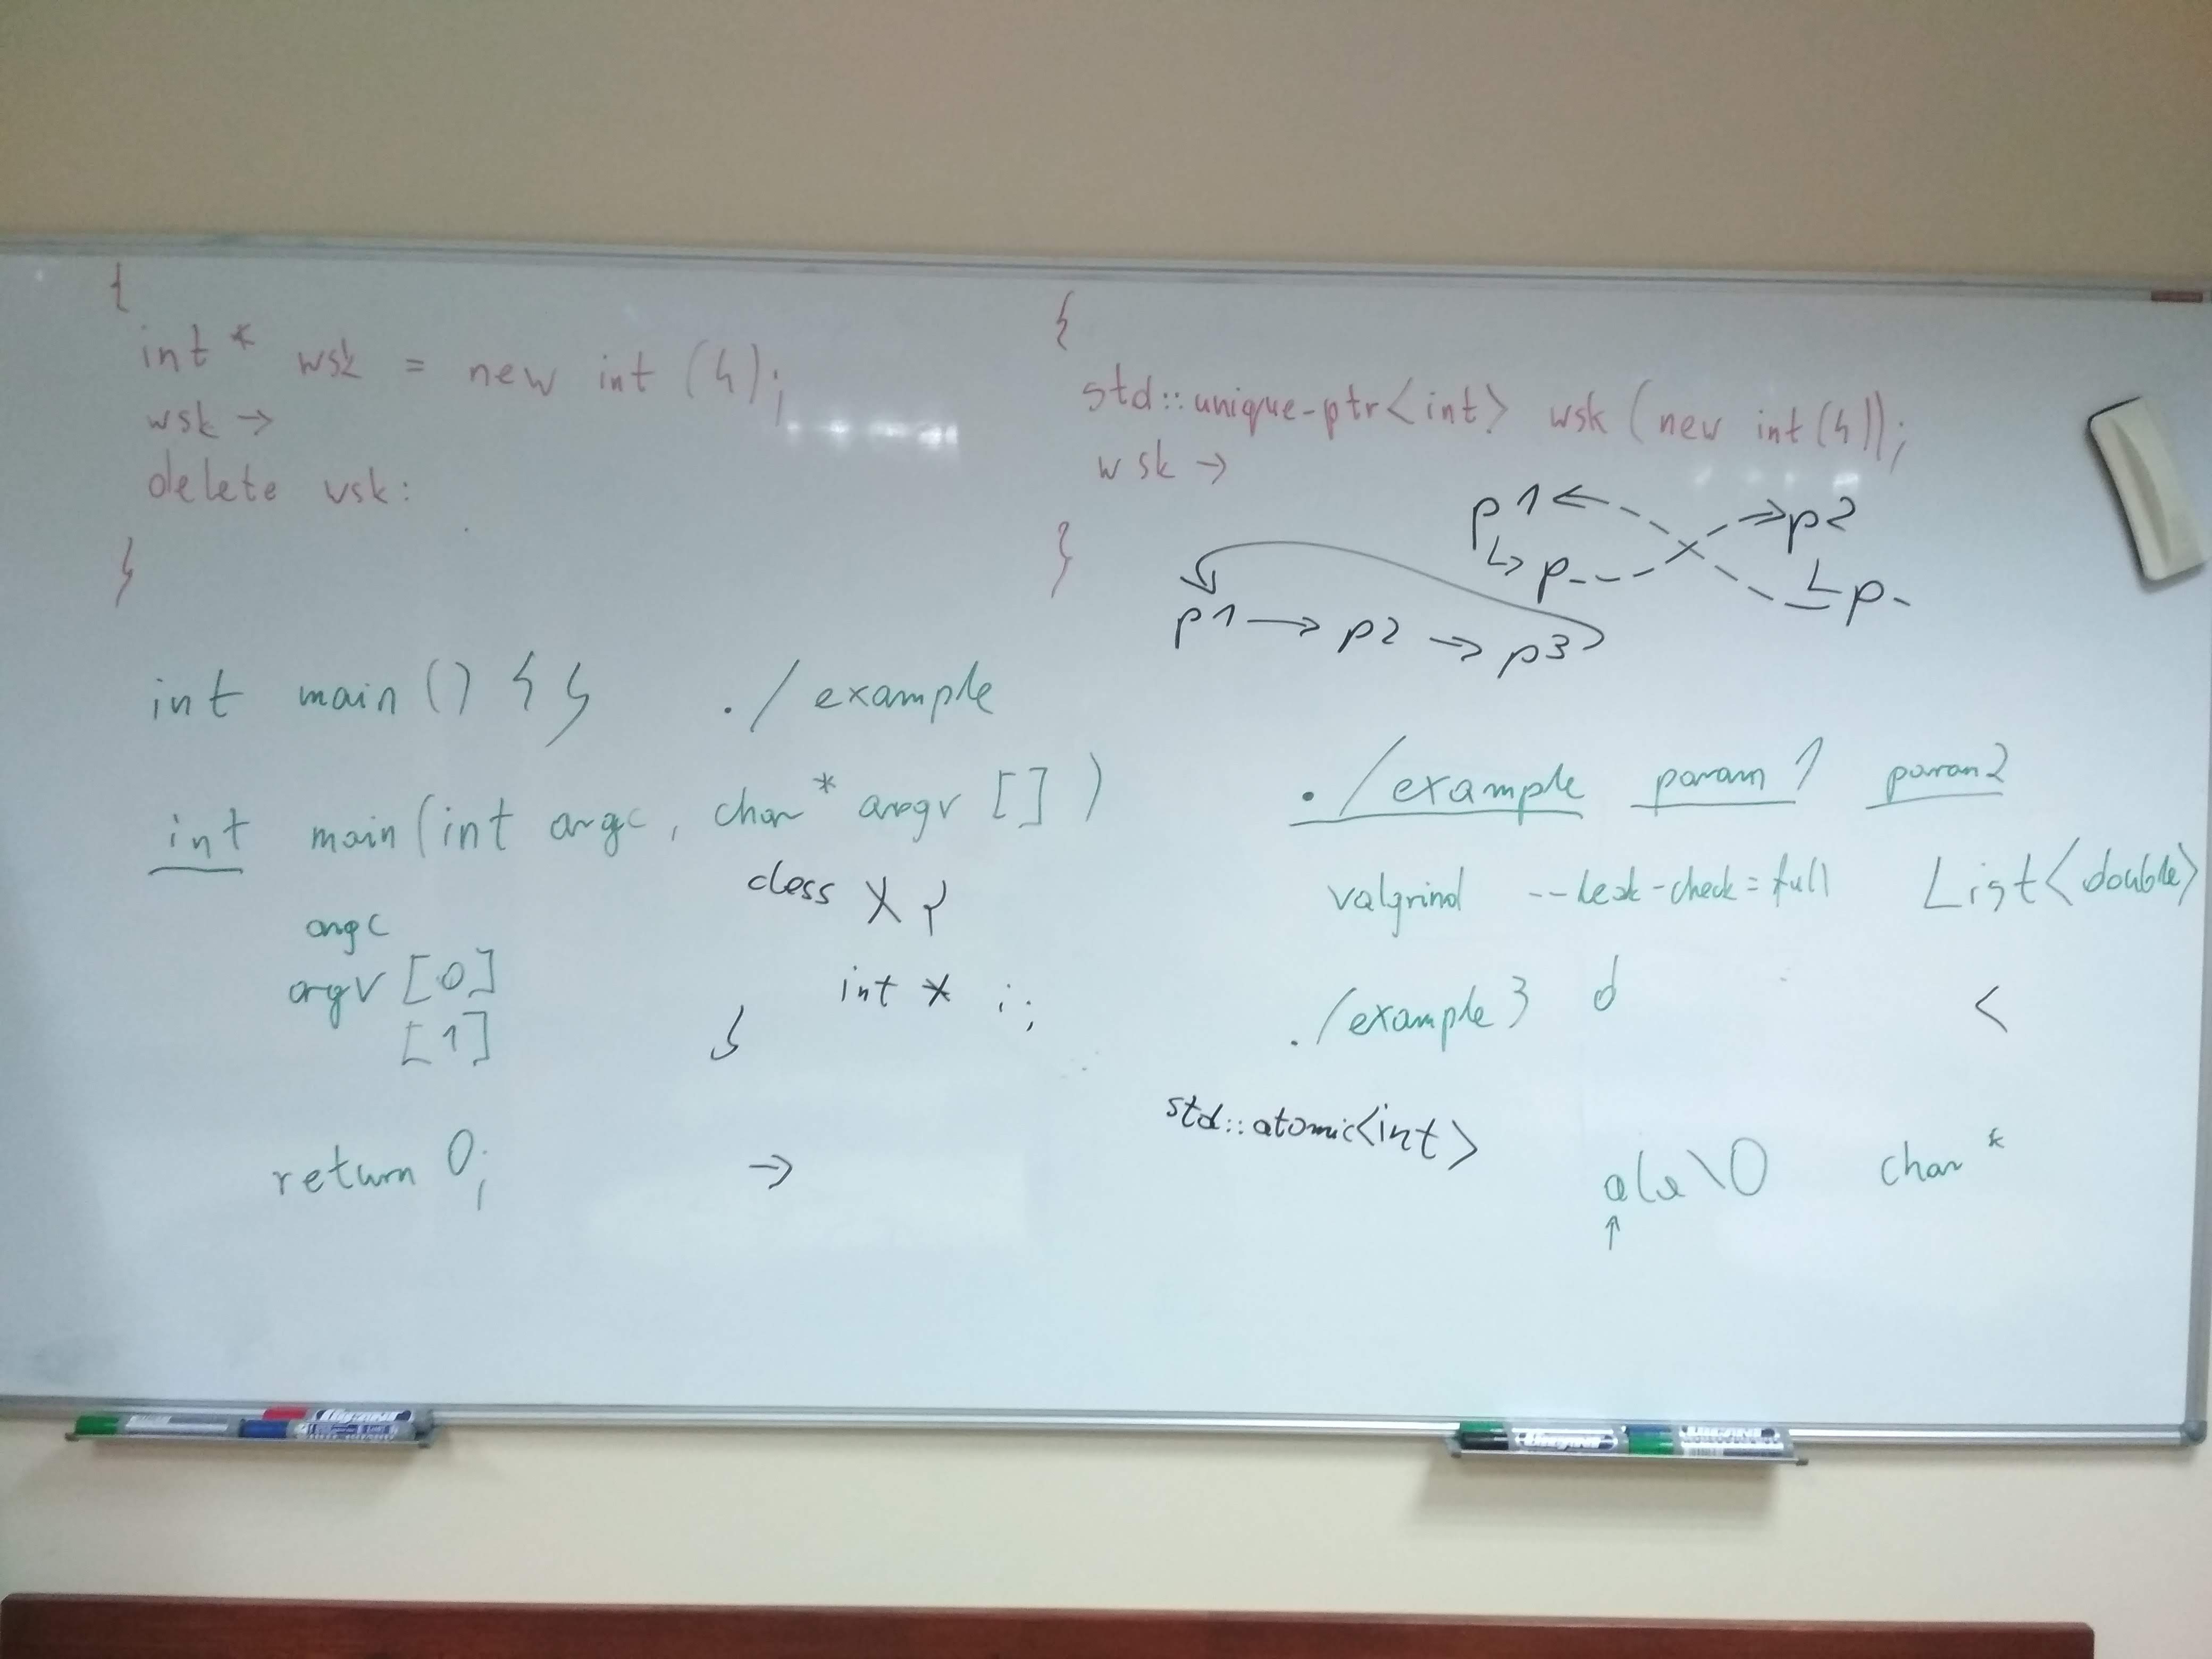 {
int * wsk = new int (4);
wsk →
delete wsk:
}
{
std::unique-ptr<int> wsk (new int(4));
wsk →
}
p1 p2
↳ p ↳ p
p1 → p2 → p3
int main() { } ./example
int main(int argc, char* argv [])
argc
argv [0]
[1]
return 0;
class X {
int * i;
}
→
./example param1 param2
valgrind --leak-check=full List<double>
./example3 d <
std::atomic<int>
ala\0 char *
↑